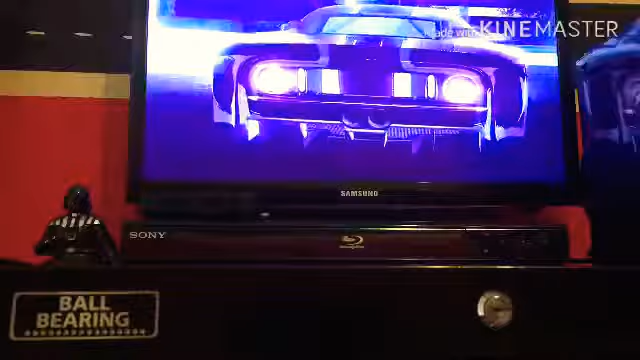 Made with KINEMASTER
SAMSUNG
SONY
BALL
BEARING